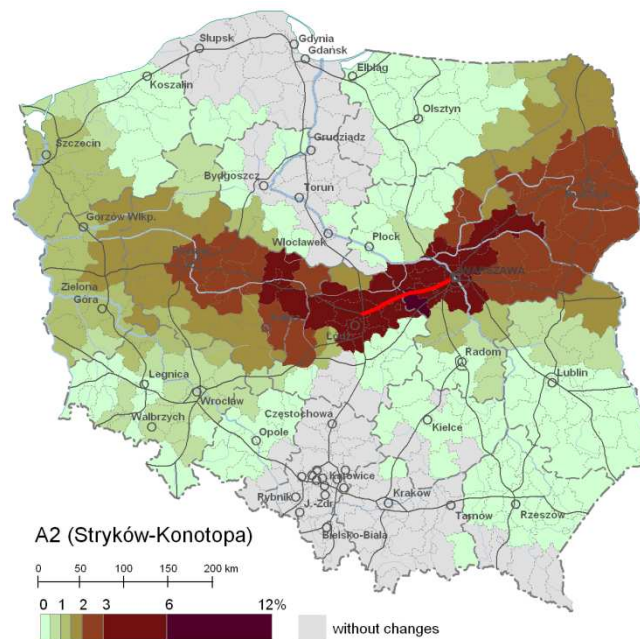 Słupsk
Gdynia
Gdańsk
Koszalin
Elbląg
Olsztyn
Szczecin
Grudziądz
Bydgoszcz
Toruń
Gorzów Wlkp.
Włocławek
Płock
WARSZAWA
Zielona
Góra
Łódź
Radom
Legnica
Lublin
Wrocław
Wałbrzych
Częstochowa
Opole
Kielce
Katowice
Rybnik
Kraków
J.-Zdr
Tarnów
Rzeszów
Bielsko-Biała
A2 (Stryków-Konotopa)
0 50 100 150 200 km
0 1 2 3 6 12%
without changes